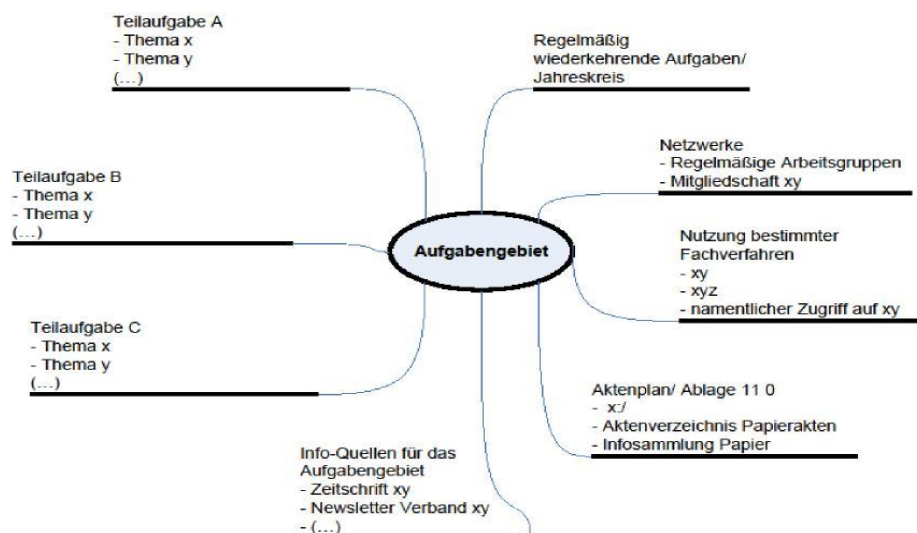 Teilaufgabe A
- Thema x
- Thema y
(...)
Regelmäßig
wiederkehrende Aufgaben/
Jahreskreis
Teilaufgabe B
- Thema x
- Thema y
(...)
Netzwerke
- Regelmäßige Arbeitsgruppen
- Mitgliedschaft xy
Aufgabengebiet
Nutzung bestimmter
Fachverfahren
- xy
- xyz
- namentlicher Zugriff auf xy
Teilaufgabe C
- Thema x
- Thema y
(...)
Aktenplan/ Ablage 11 0
- x:/
- Aktenverzeichnis Papierakten
- Infosammlung Papier
Info-Quellen für das
Aufgabengebiet
- Zeitschrift xy
- Newsletter Verband xy
- (...)